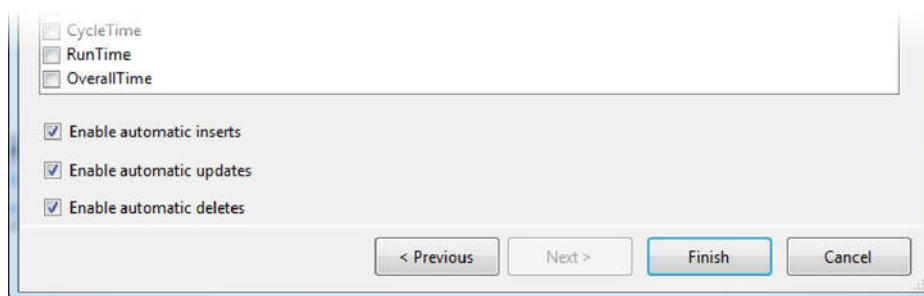 CycleTime
RunTime
OverallTime
Enable automatic inserts
Enable automatic updates
Enable automatic deletes
< Previous Next > Finish Cancel